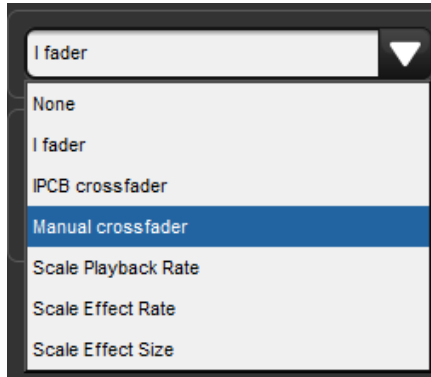 I fader
None
I fader
IPCB crossfader
Manual crossfader
Scale Playback Rate
Scale Effect Rate
Scale Effect Size